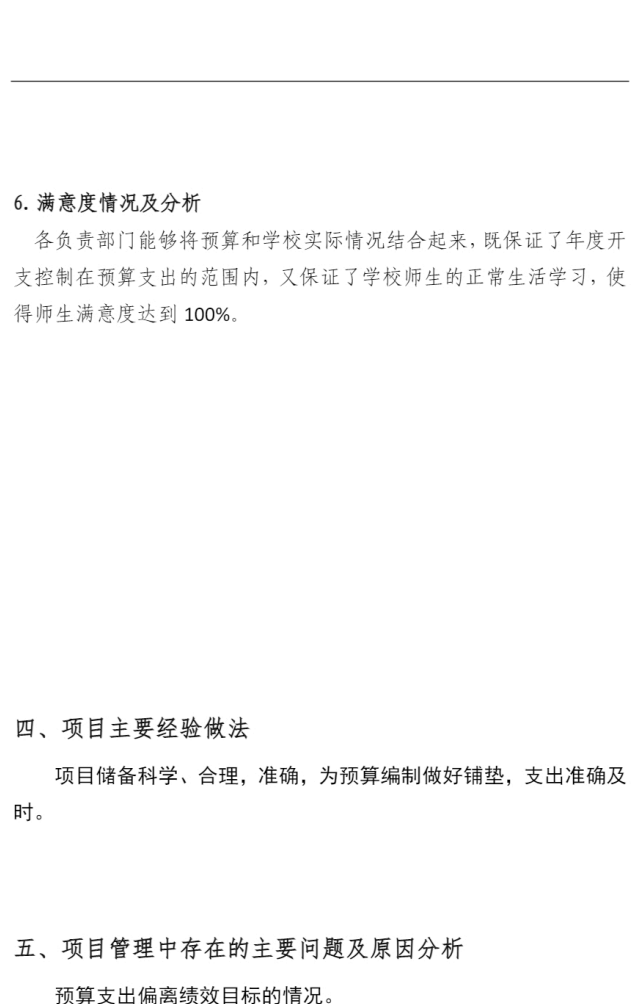 6. 满意度情况及分析
各负责部门能够将预算和学校实际情况结合起来，既保证了年度开
支控制在预算支出的范围内，又保证了学校师生的正常生活学习，使
得师生满意度达到 100%。
四、项目主要经验做法
项目储备科学、合理，准确，为预算编制做好铺垫，支出准确及
时。
五、项目管理中存在的主要问题及原因分析
预算支出偏离绩效目标的情况。